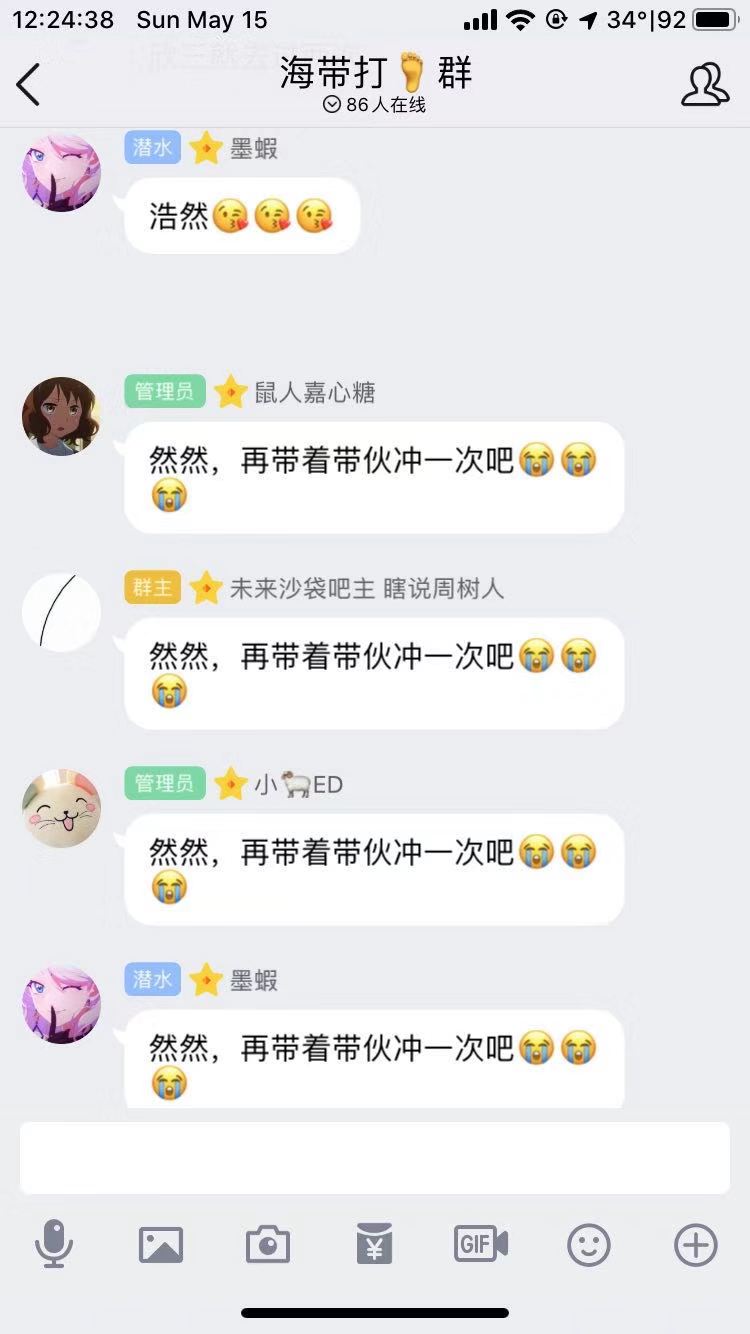 12:24:38 Sun May 15 34°|92
海带打🦶群
86人在线
潜水 墨蝦
浩然😘😘😘
管理员 鼠人嘉心糖
然然，再带着带伙冲一次吧😭😭
😭
群主 未来沙袋吧主 瞎说周树人
然然，再带着带伙冲一次吧😭😭
😭
管理员 小🐏ED
然然，再带着带伙冲一次吧😭😭
😭
潜水 墨蝦
然然，再带着带伙冲一次吧😭😭
😭
GIF